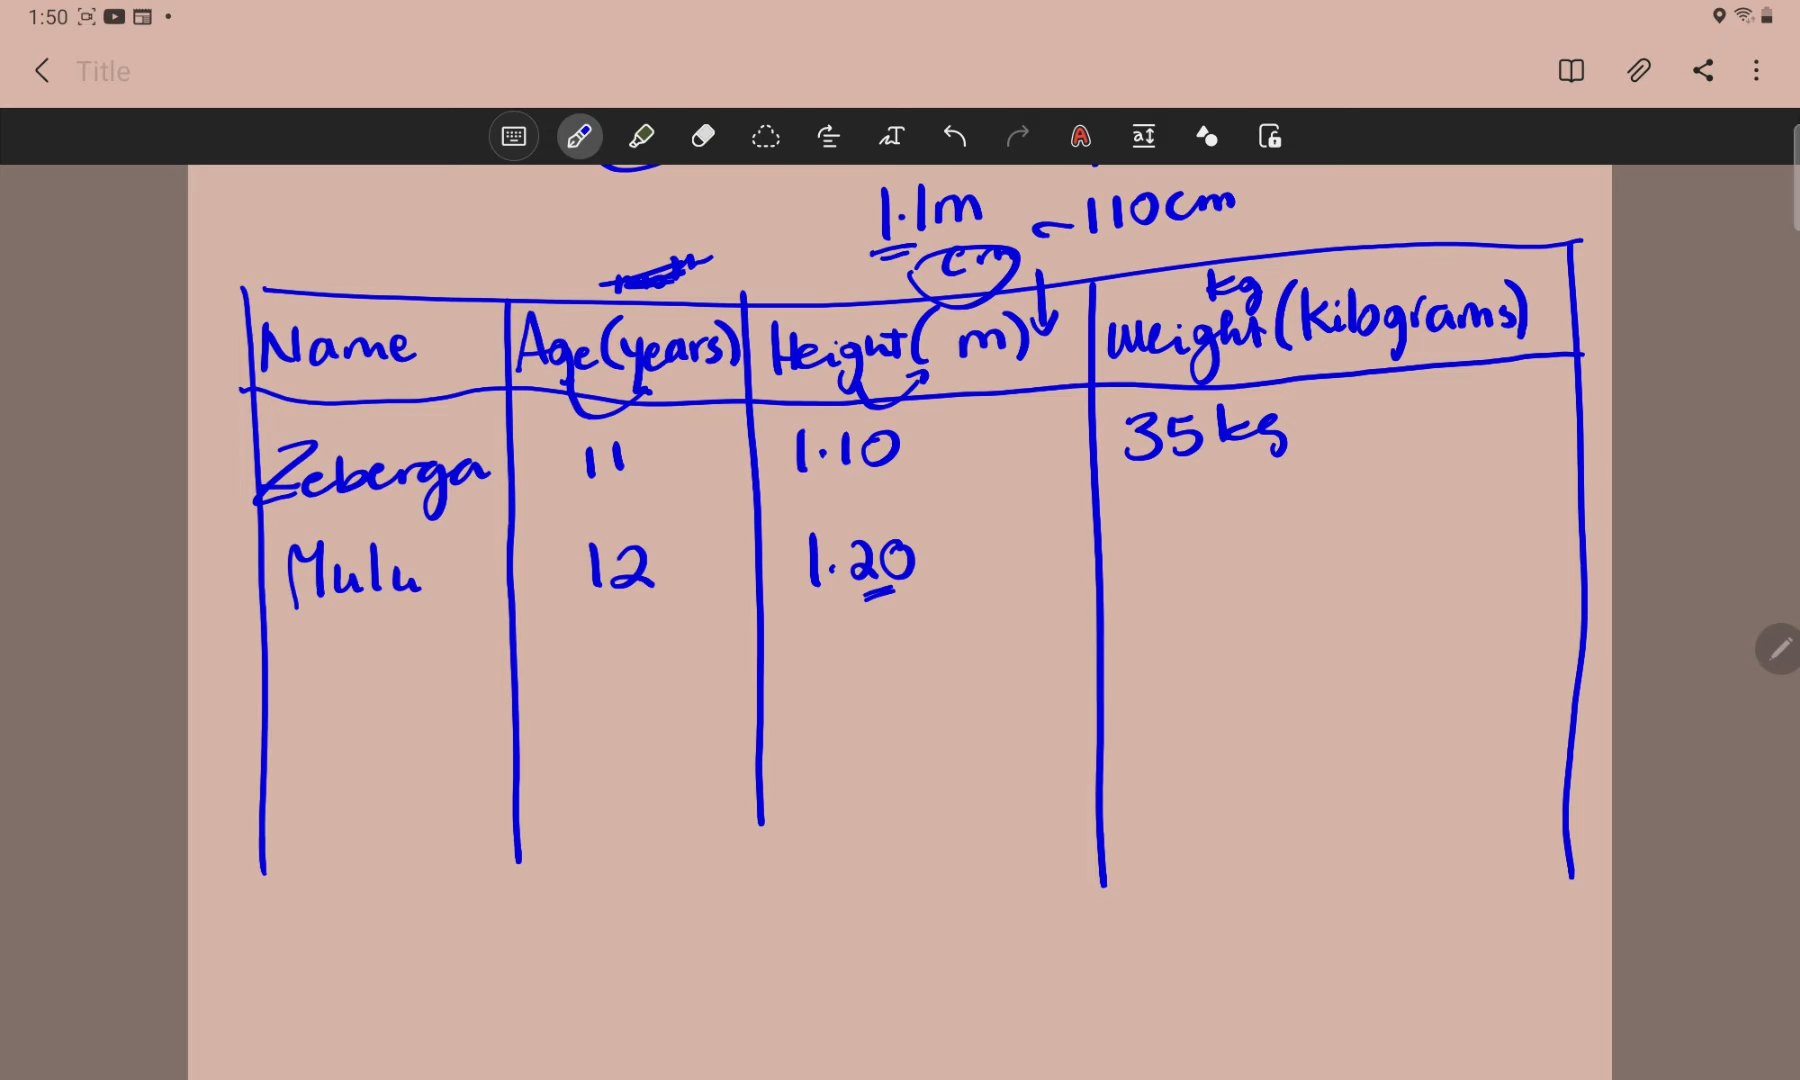 1:50
Title
1.1m ~110cm
cm
kg
Name Age(years) Height( m) Weight(kilograms)
Zeberga 11 1.10 35kg
Mulu 12 1.20